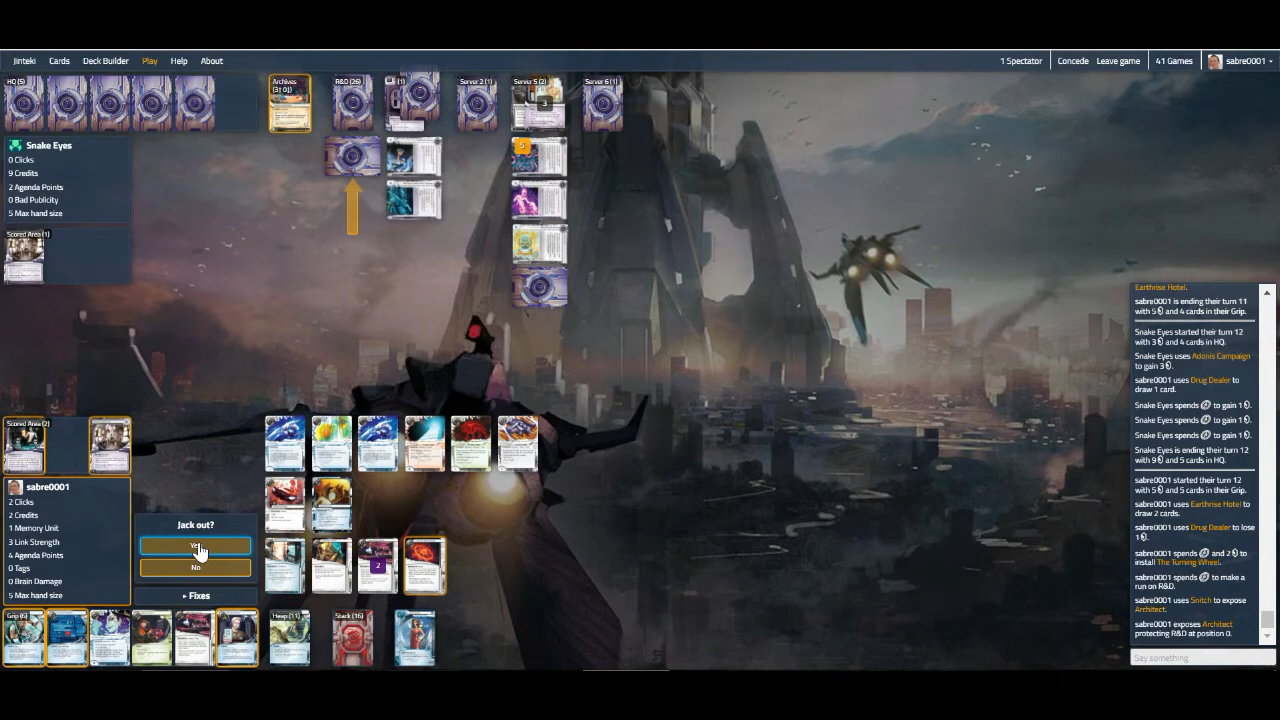 Jinteki Cards Deck Builder Play Help About
1 Spectator Concede Leave game 41 Games sabre0001
HQ (5)
Archives
R&D (26)
Server 2 (1)
Server 5 (2)
Server 6 (1)
3
Snake Eyes
0 Clicks
9 Credits
2 Agenda Points
0 Bad Publicity
5 Max hand size
5
Scored Area (1)
Scored Area (2)
sabre0001
2 Clicks
2 Credits
1 Memory Unit
3 Link Strength
4 Agenda Points
0 Tags
0 Brain Damage
5 Max hand size
Jack out?
No
Fixes
2
Grip (6)
Heap (11)
Stack (16)
Earthrise Hotel.
sabre0001 is ending their turn 11
with 5 and 4 cards in their Grip.
Snake Eyes started their turn 12
with 3 and 4 cards in HQ.
Snake Eyes uses Adonis Campaign
to gain 3.
sabre0001 uses Drug Dealer to
draw 1 card.
Snake Eyes spends to gain 1.
Snake Eyes spends to gain 1.
Snake Eyes spends to gain 1.
Snake Eyes is ending their turn 12
with 9 and 5 cards in HQ.
sabre0001 started their turn 12
with 5 and 5 cards in their Grip.
sabre0001 uses Earthrise Hotel to
draw 2 cards.
sabre0001 uses Drug Dealer to lose
1.
sabre0001 spends and 2 to
install The Turning Wheel.
sabre0001 spends to make a
run on R&D.
sabre0001 uses Snitch to expose
Architect.
sabre0001 exposes Architect
protecting R&D at position 0.
Say something